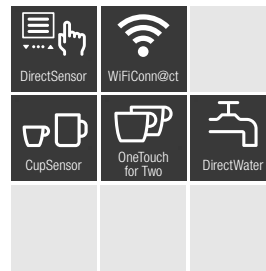 DirectSensor
WiFiConn@ct
CupSensor
OneTouch
for Two
DirectWater